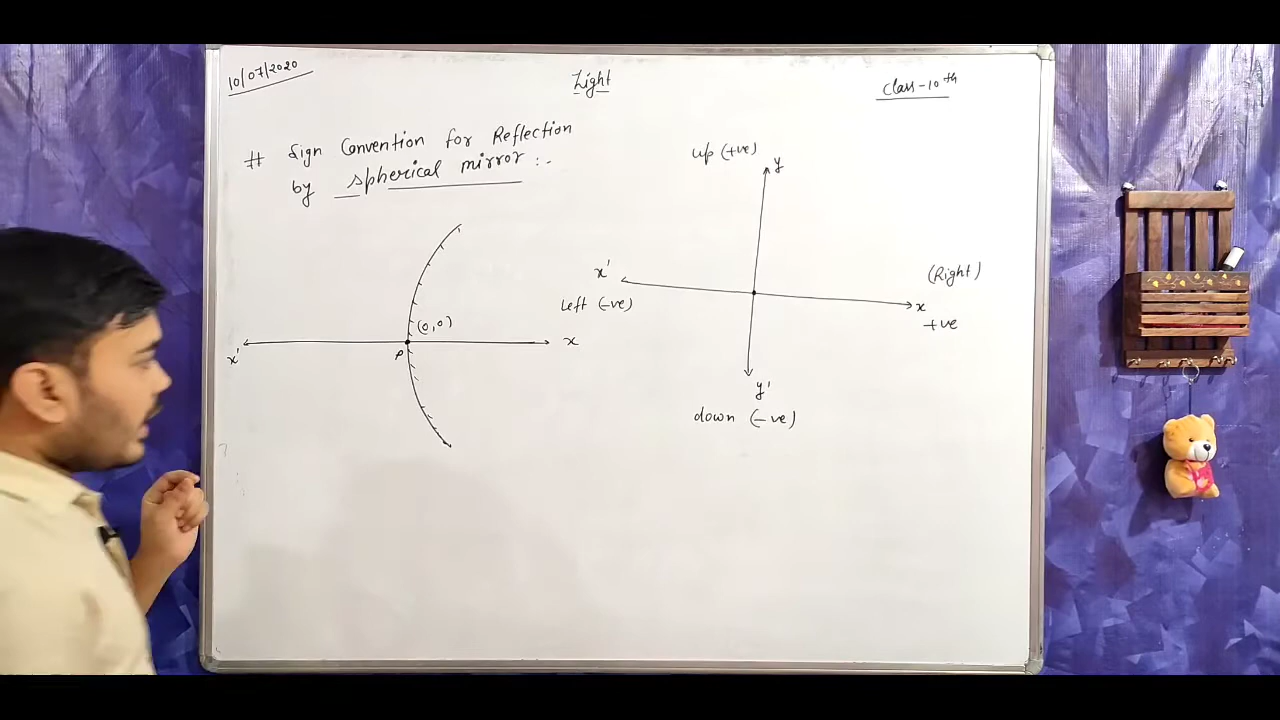 10/07/2020
Light
Class-10th
# Sign Convention for Reflection
by spherical mirror :-
up (+ve)
y
x'
Left (-ve)
(Right)
x
+ve
y'
down (-ve)
(0,0)
x'
P
x